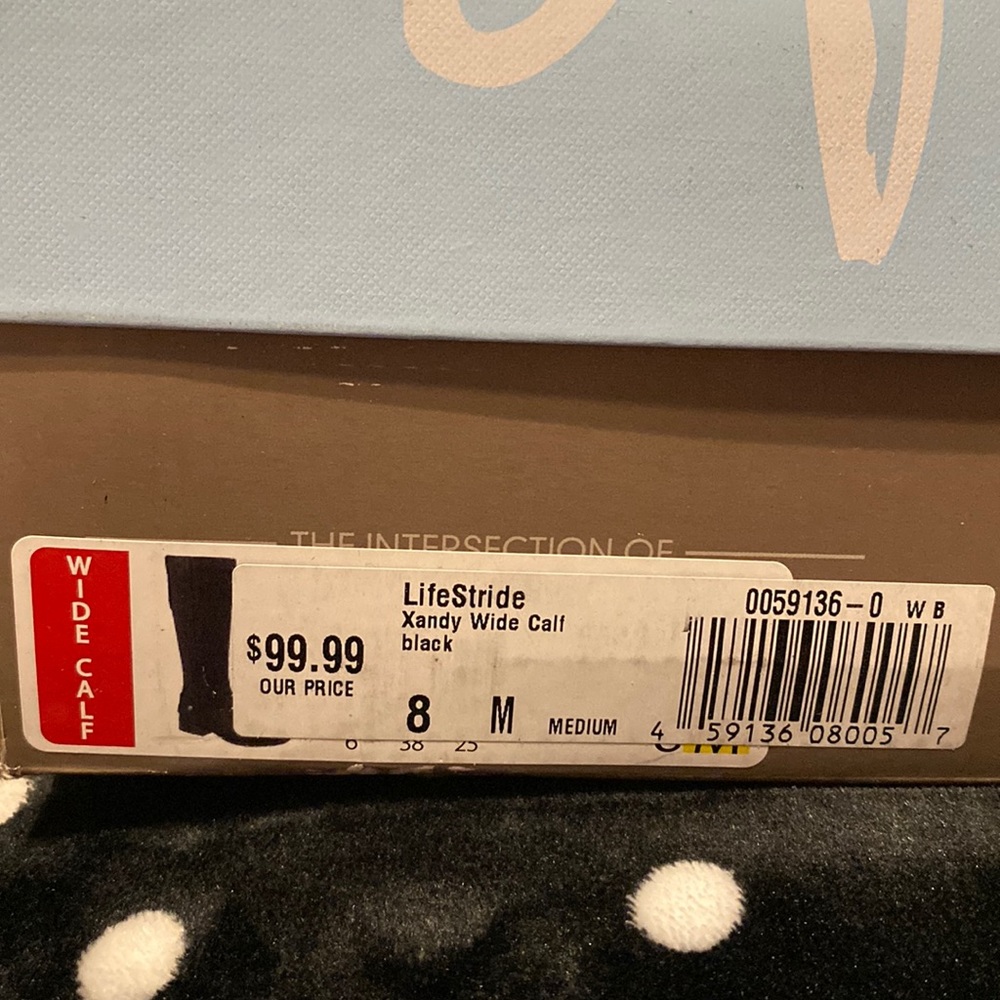 THE INTERSECTION OF
WIDE CALF
LifeStride
Xandy Wide Calf
black
$99.99
OUR PRICE
8 M MEDIUM
0059136-0 WB
4 59136 08005 7
6 38 25